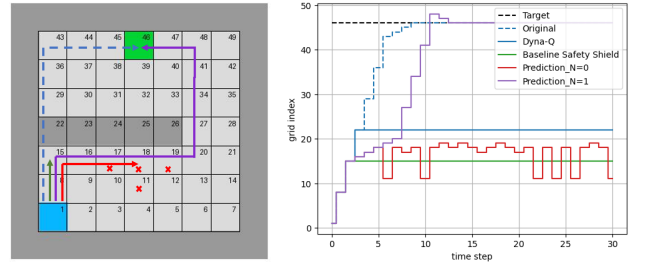 43 44 45 46 47 48 49
36 37 38 39 40 41 42
29 30 31 32 33 34 35
22 23 24 25 26 27 28
15 16 17 18 19 20 21
8 9 10 11 12 13 14
1 2 3 4 5 6 7
50
40
30
20
10
0
grid index
0 5 10 15 20 25 30
time step
Target
Original
Dyna-Q
Baseline Safety Shield
Prediction_N=0
Prediction_N=1